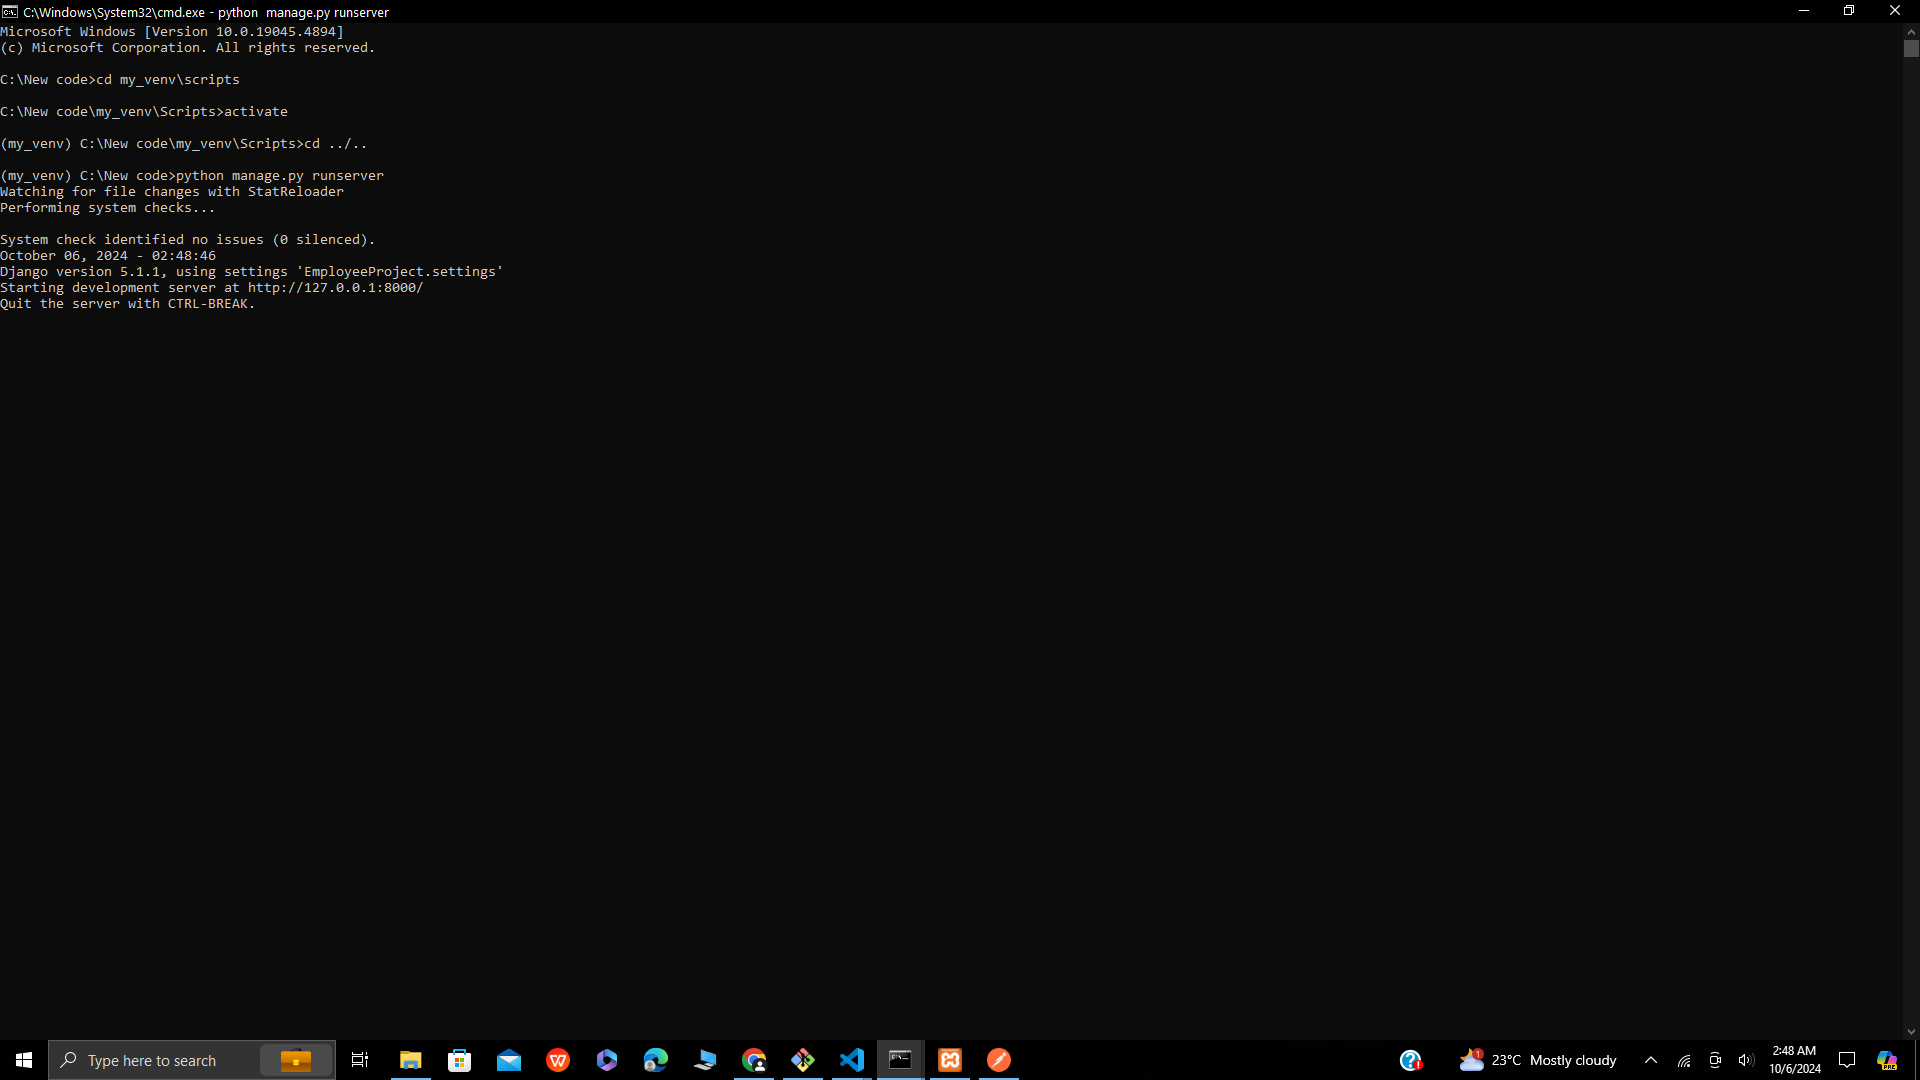 C:\Windows\System32\cmd.exe - python  manage.py runserver
Microsoft Windows [Version 10.0.19045.4894]
(c) Microsoft Corporation. All rights reserved.
C:\New code>cd my_venv\scripts
C:\New code\my_venv\Scripts>activate
(my_venv) C:\New code\my_venv\Scripts>cd ../..
(my_venv) C:\New code>python manage.py runserver
Watching for file changes with StatReloader
Performing system checks...
System check identified no issues (0 silenced).
October 06, 2024 - 02:48:46
Django version 5.1.1, using settings 'EmployeeProject.settings'
Starting development server at http://127.0.0.1:8000/
Quit the server with CTRL-BREAK.
Type here to search
1
23°C Mostly cloudy
2:48 AM
10/6/2024
PRE